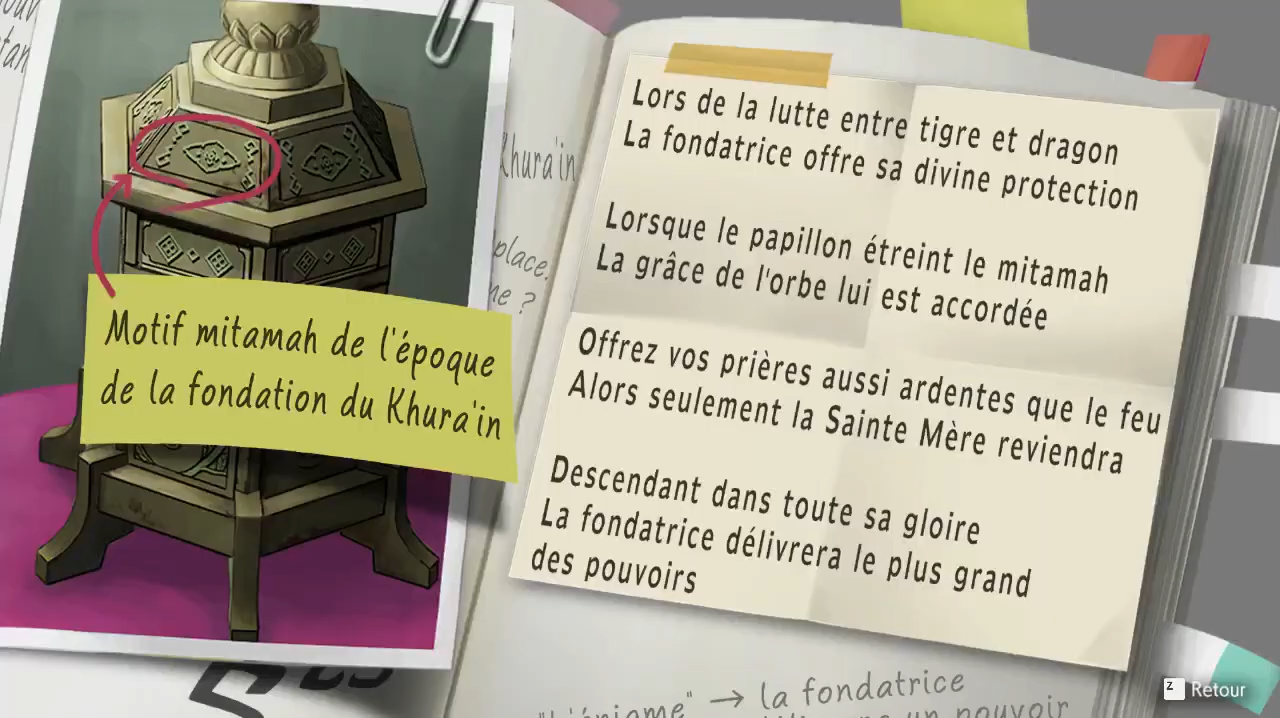 Khura'in
place.
Motif mitamah de l'époque
de la fondation du Khura'in
Lors de la lutte entre tigre et dragon
La fondatrice offre sa divine protection
Lorsque le papillon étreint le mitamah
La grâce de l'orbe lui est accordée
Offrez vos prières aussi ardentes que le feu
Alors seulement la Sainte Mère reviendra
Descendant dans toute sa gloire
La fondatrice délivrera le plus grand
des pouvoirs
→ la fondatrice
un pouvoir
Z Retour